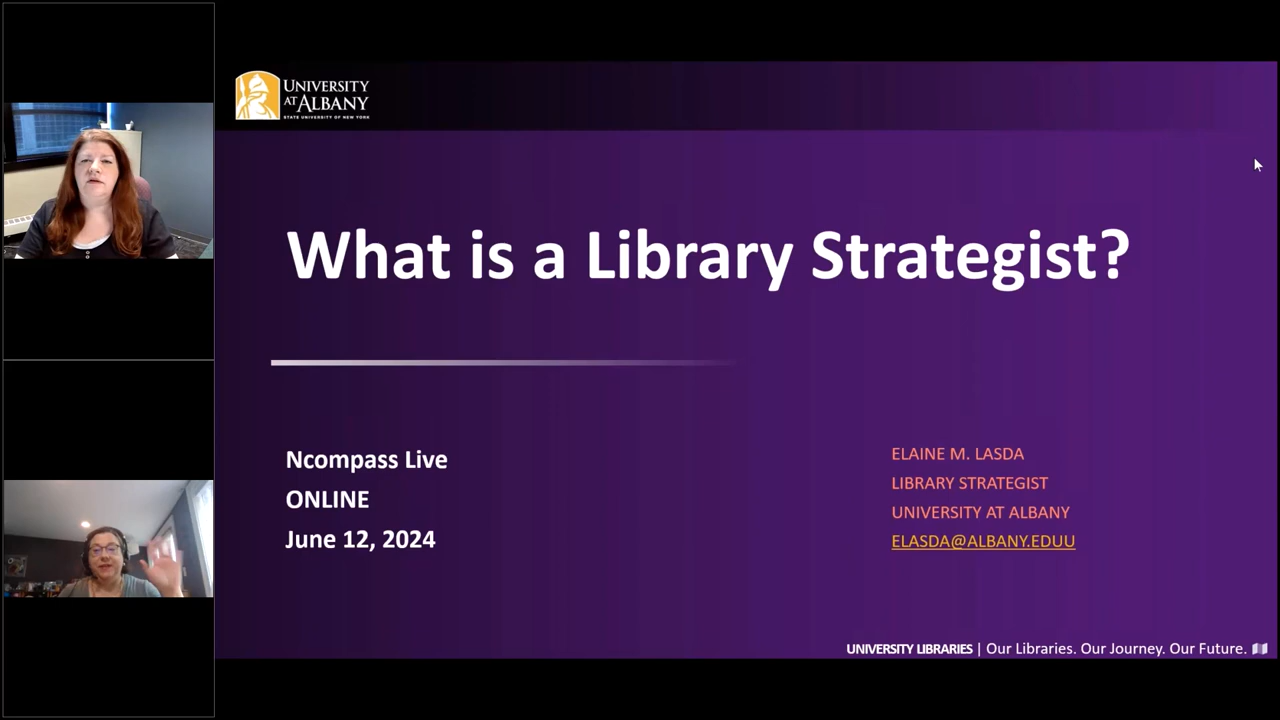 UNIVERSITY
AT ALBANY
STATE UNIVERSITY OF NEW YORK
What is a Library Strategist?
Ncompass Live
ONLINE
June 12, 2024
ELAINE M. LASDA
LIBRARY STRATEGIST
UNIVERSITY AT ALBANY
ELASDA@ALBANY.EDUU
UNIVERSITY LIBRARIES | Our Libraries. Our Journey. Our Future.